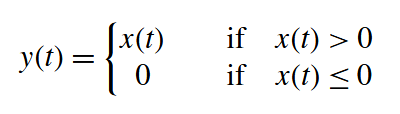 y(t) = { x(t) if x(t) > 0
0 if x(t) ≤ 0